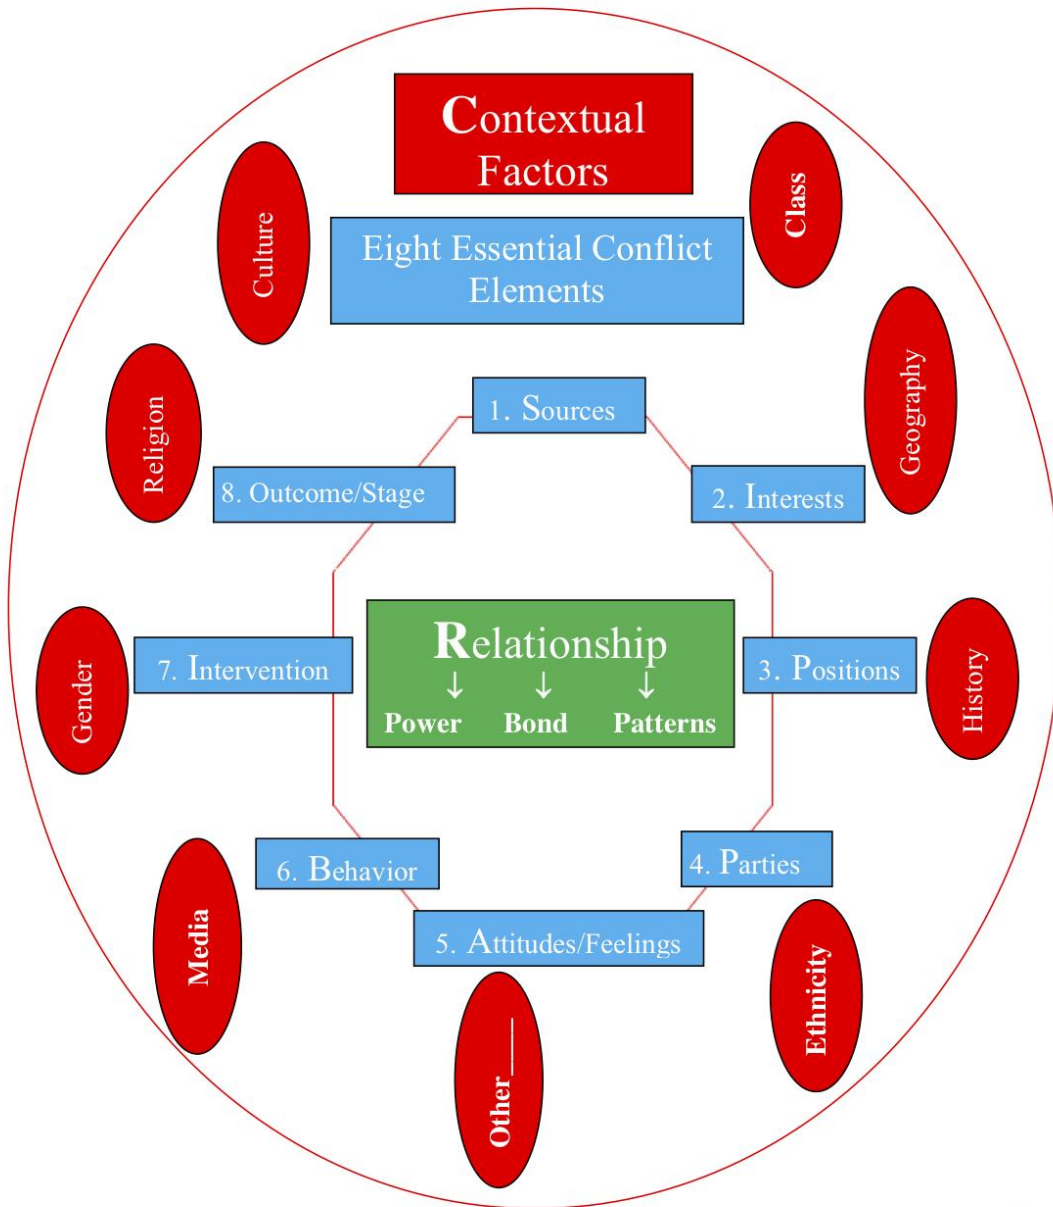 Contextual
Factors
Culture
Class
Eight Essential Conflict
Elements
Religion
Geography
1. Sources
8. Outcome/Stage
2. Interests
Relationship
↓ ↓ ↓
Power Bond Patterns
Gender
7. Intervention
3. Positions
History
6. Behavior
4. Parties
5. Attitudes/Feelings
Media
Ethnicity
Other___